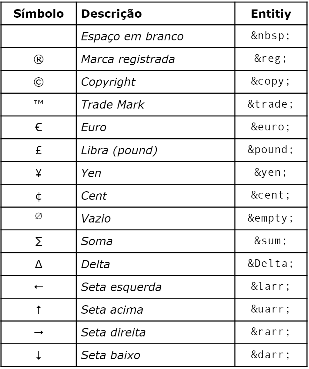 Símbolo Descrição Entitiy
Espaço em branco &nbsp;
® Marca registrada &reg;
© Copyright &copy;
™ Trade Mark &trade;
€ Euro &euro;
£ Libra (pound) &pound;
¥ Yen &yen;
¢ Cent &cent;
∅ Vazio &empty;
∑ Soma &sum;
Δ Delta &Delta;
← Seta esquerda &larr;
↑ Seta acima &uarr;
→ Seta direita &rarr;
↓ Seta baixo &darr;